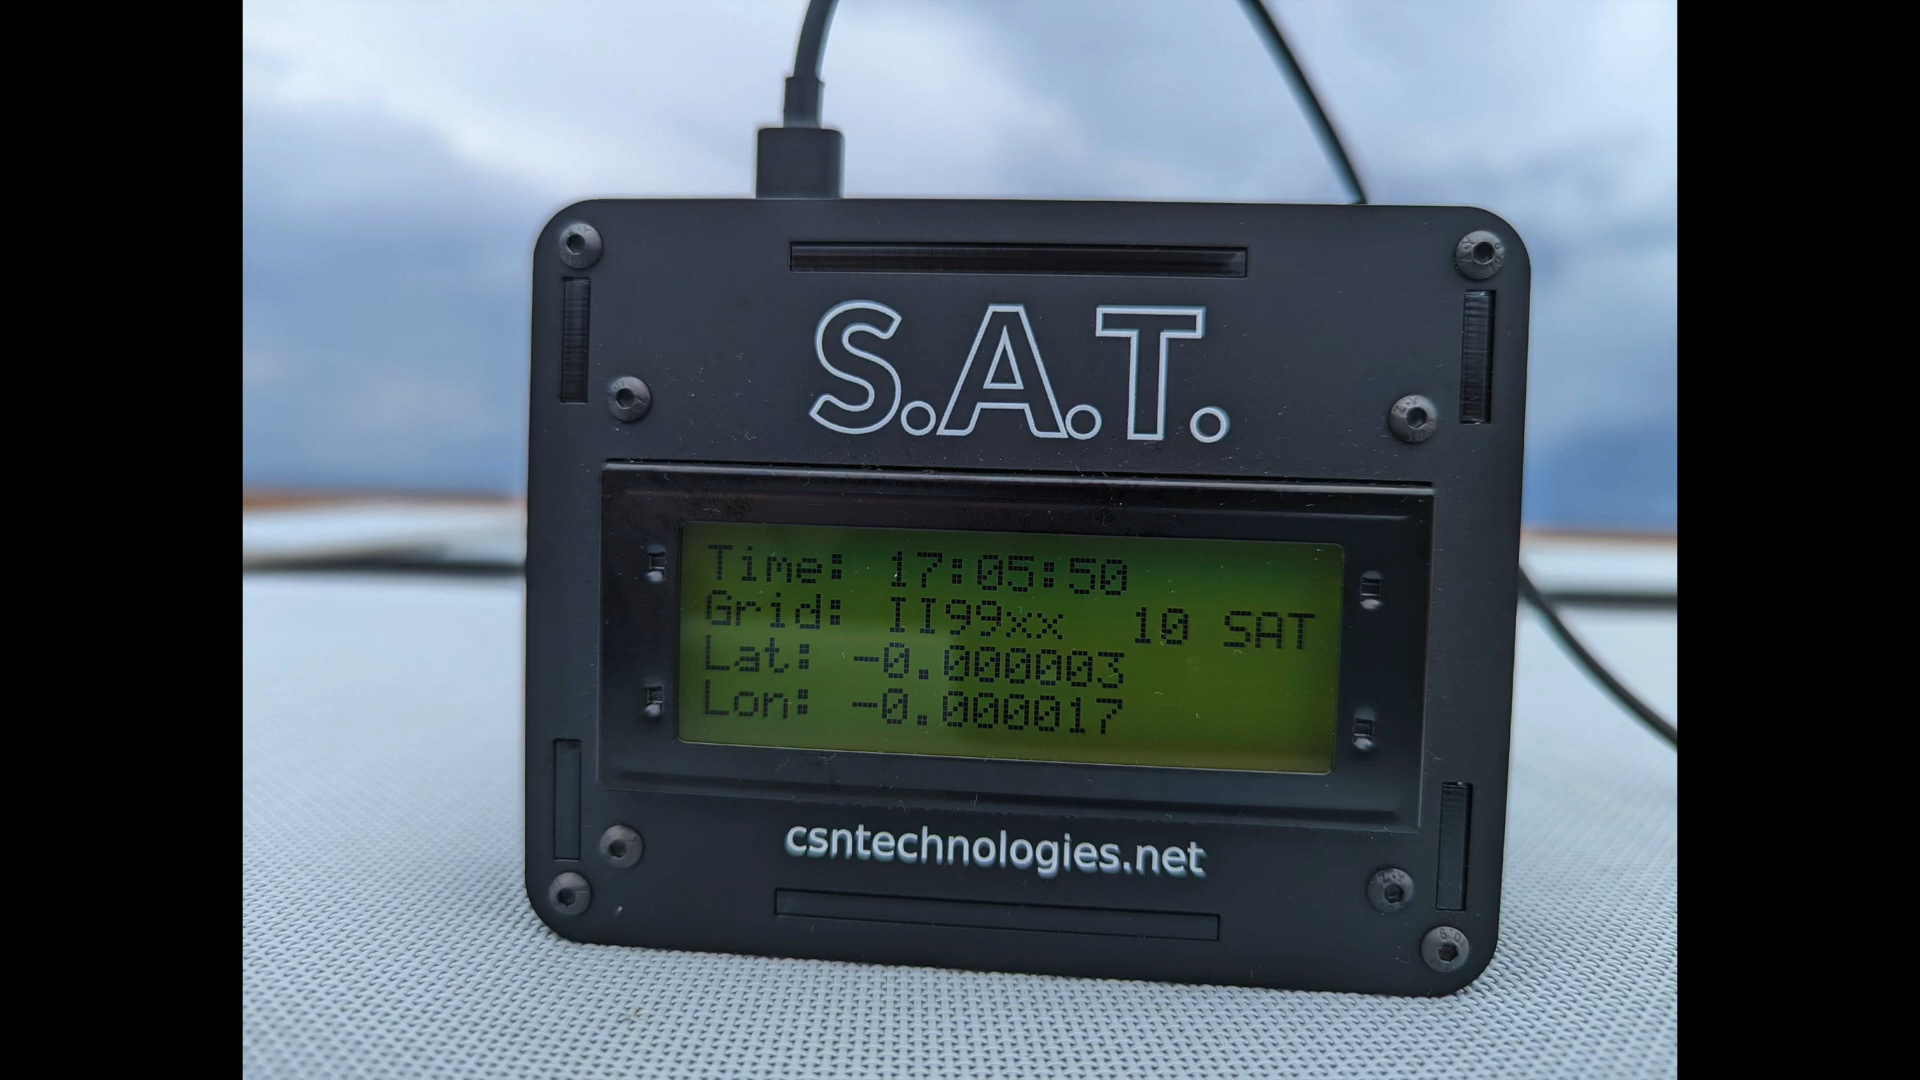 S.A.T.
Time: 17:05:50
Grid: II99xx 10 SAT
Lat: -0.000003
Lon: -0.000017
csntechnologies.net